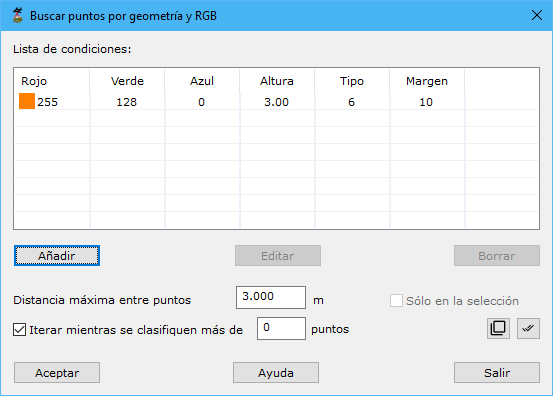 Buscar puntos por geometría y RGB
Lista de condiciones:
Rojo Verde Azul Altura Tipo Margen
255 128 0 3.00 6 10
Añadir Editar Borrar
Distancia máxima entre puntos 3.000 m Sólo en la selección
Iterar mientras se clasifiquen más de 0 puntos
Aceptar Ayuda Salir